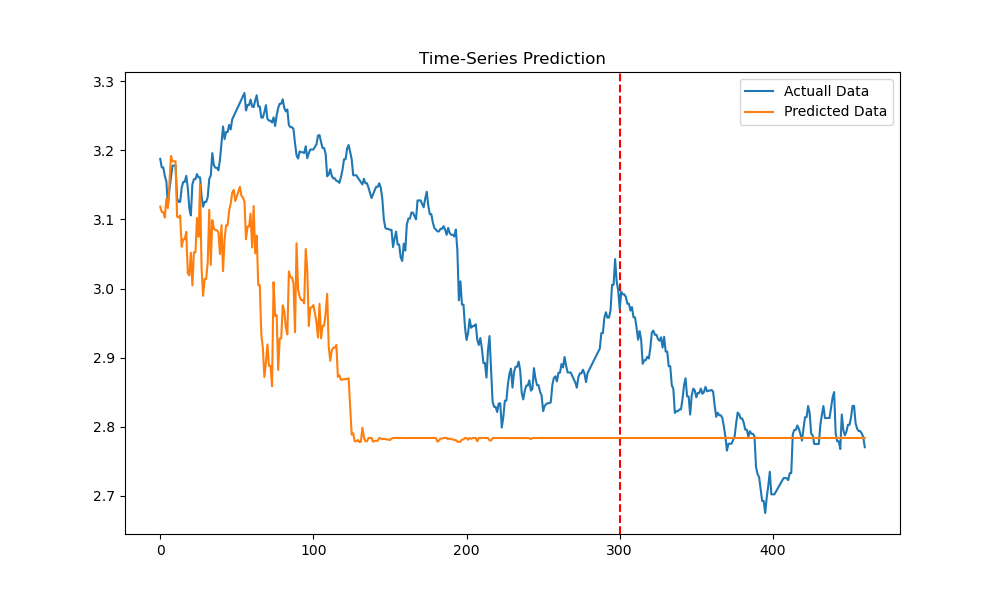 Time-Series Prediction
Actuall Data
Predicted Data
3.3
3.2
3.1
3.0
2.9
2.8
2.7
0 100 200 300 400